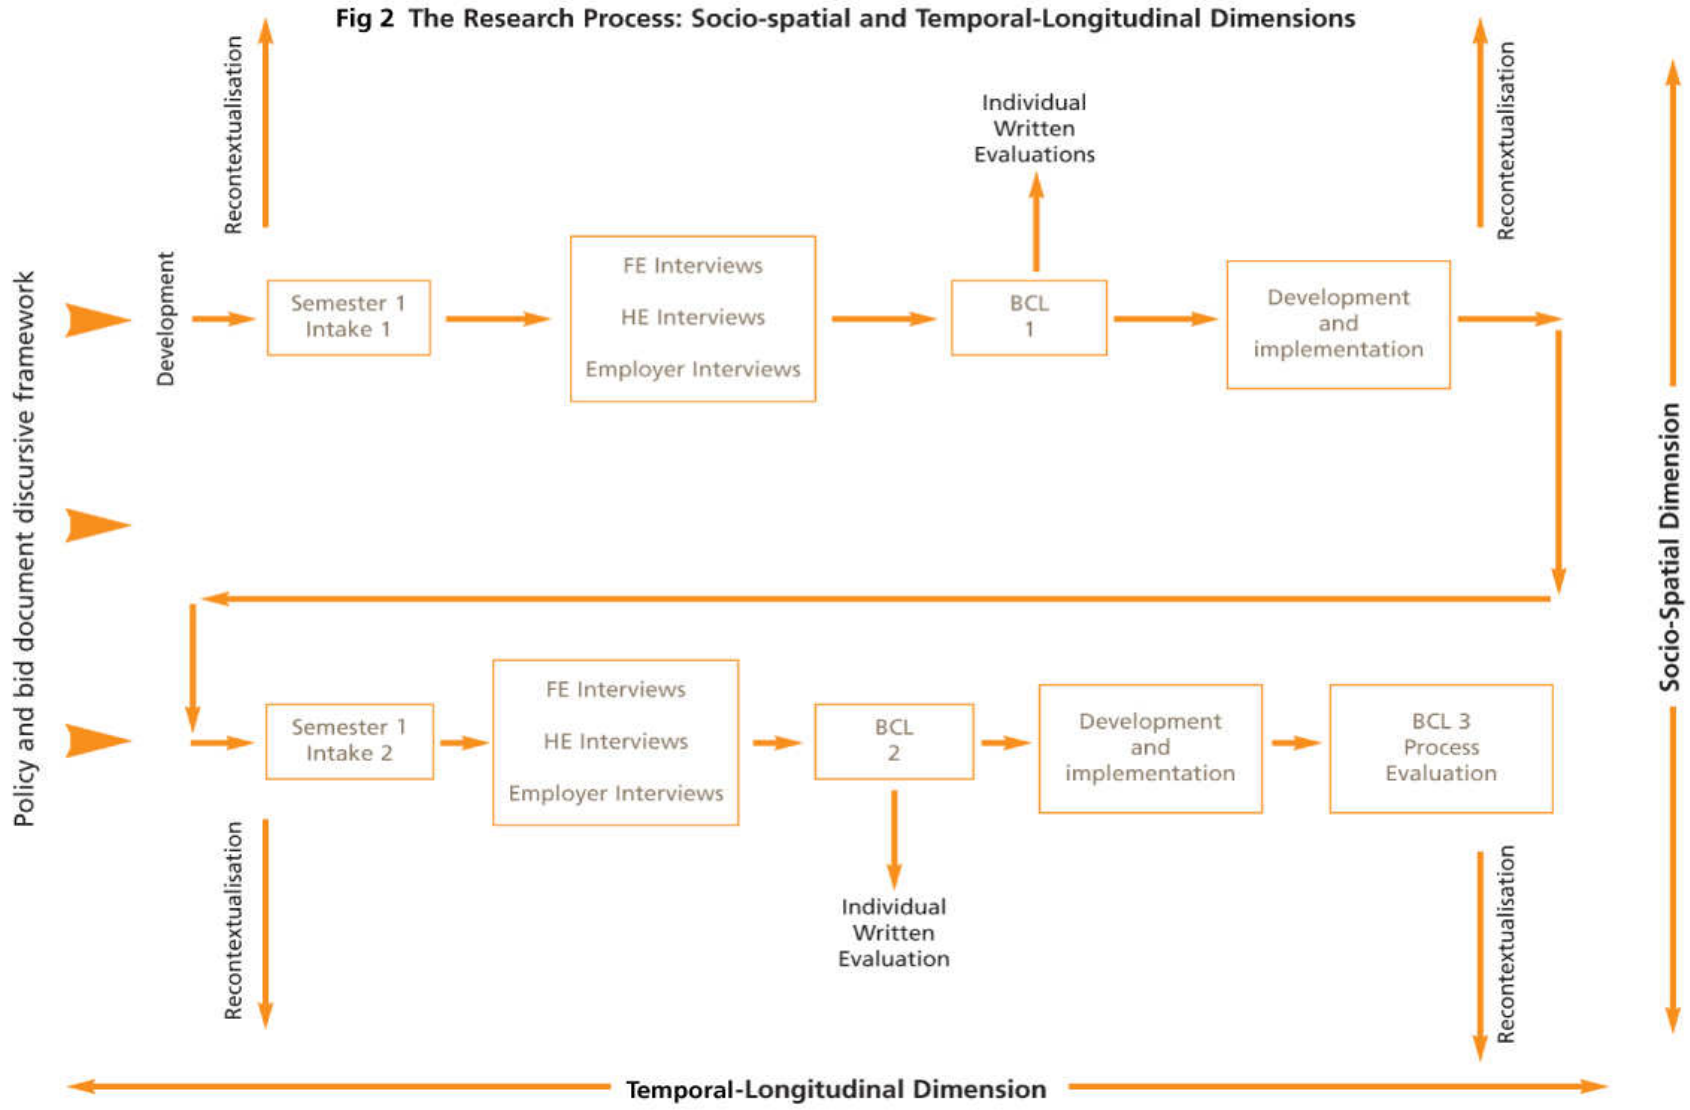 Fig 2 The Research Process: Socio-spatial and Temporal-Longitudinal Dimensions
Recontextualisation
Recontextualisation
Individual
Written
Evaluations
Policy and bid document discursive framework
Development
Semester 1
Intake 1
FE Interviews
HE Interviews
Employer Interviews
BCL
1
Development
and
implementation
Socio-Spatial Dimension
Semester 1
Intake 2
FE Interviews
HE Interviews
Employer Interviews
BCL
2
Development
and
implementation
BCL 3
Process
Evaluation
Recontextualisation
Individual
Written
Evaluation
Recontextualisation
Temporal-Longitudinal Dimension